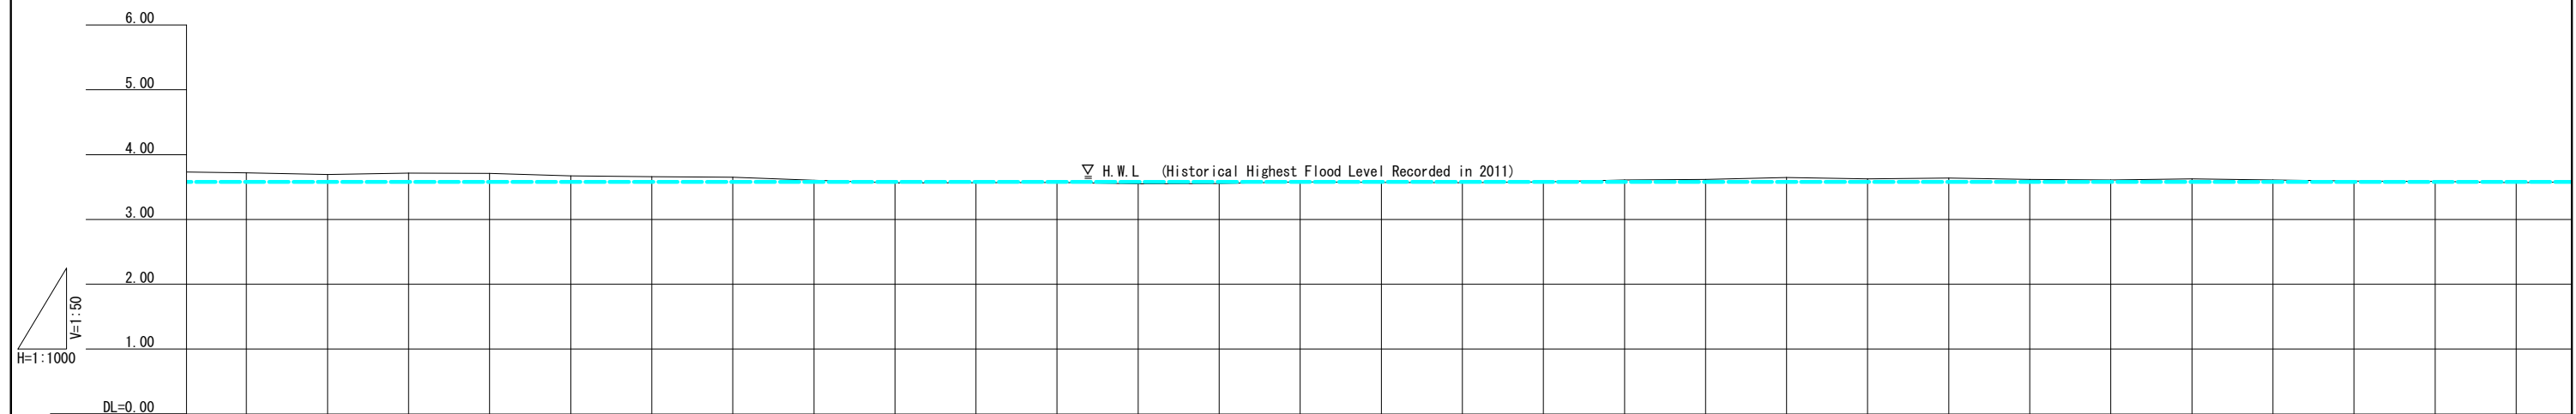 6.00
5.00
4.00
▽ H.W.L (Historical Highest Flood Level Recorded in 2011)
3.00
2.00
V=1:50
1.00
H=1:1000
DL=0.00